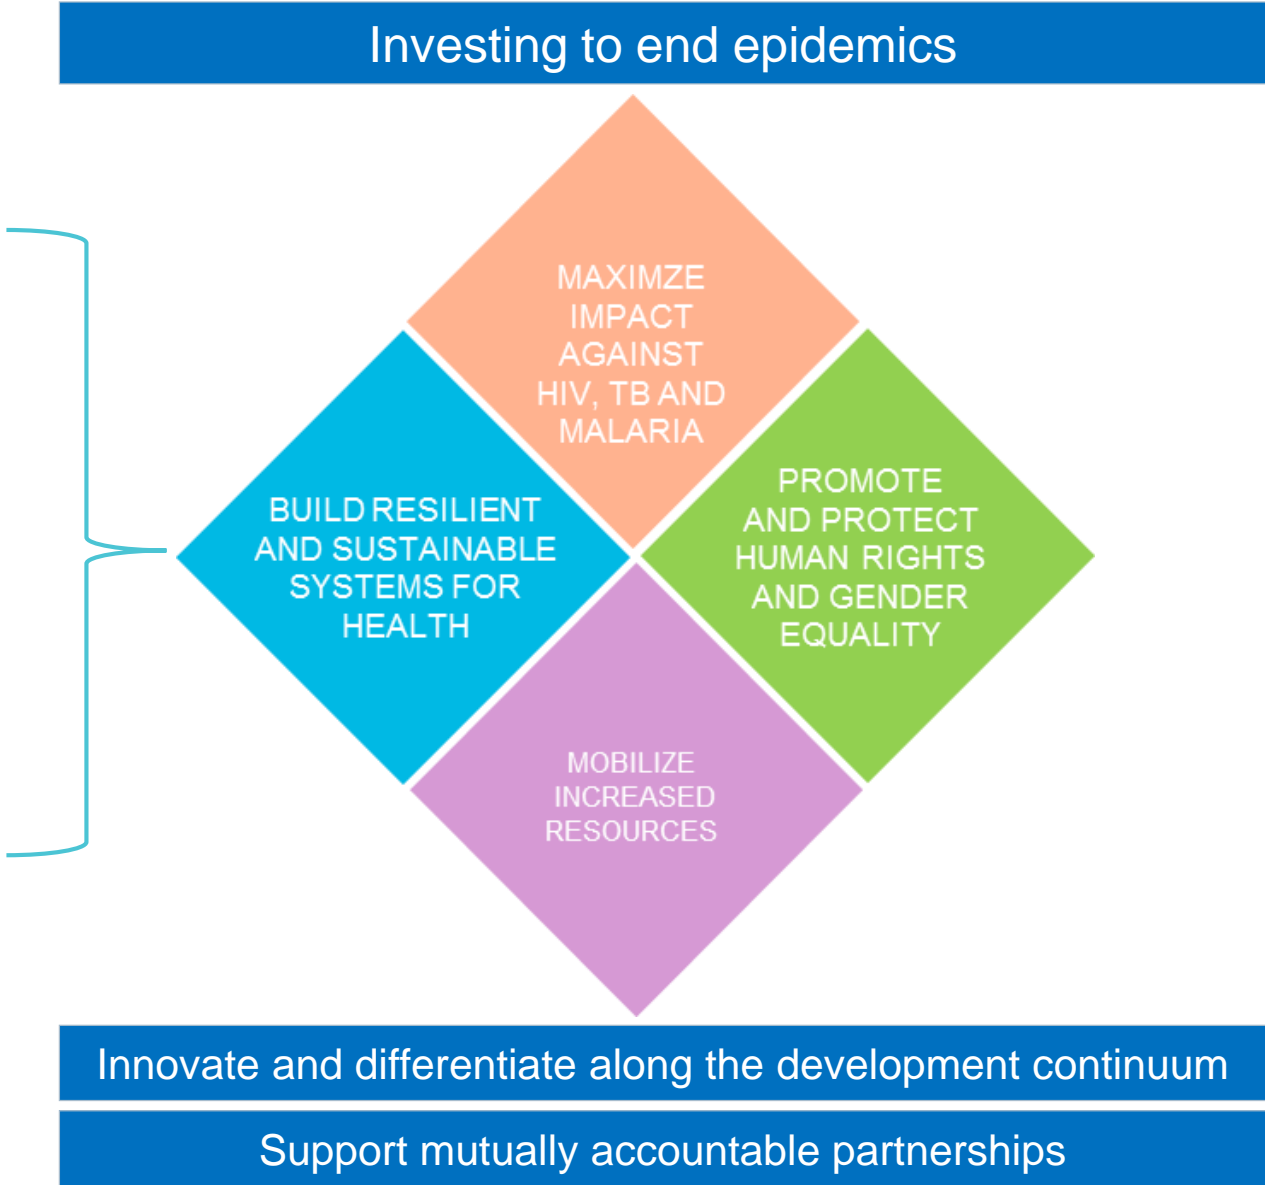 Investing to end epidemics
MAXIMZE
IMPACT
AGAINST
HIV, TB AND
MALARIA
BUILD RESILIENT
AND SUSTAINABLE
SYSTEMS FOR
HEALTH
PROMOTE
AND PROTECT
HUMAN RIGHTS
AND GENDER
EQUALITY
MOBILIZE
INCREASED
RESOURCES
Innovate and differentiate along the development continuum
Support mutually accountable partnerships